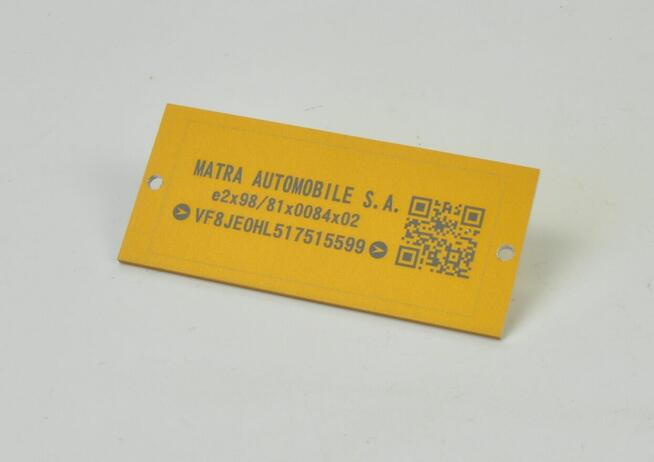 MATRA AUTOMOBILE S.A.
e2x98/81x0084x02
VF8JE0HL517515599